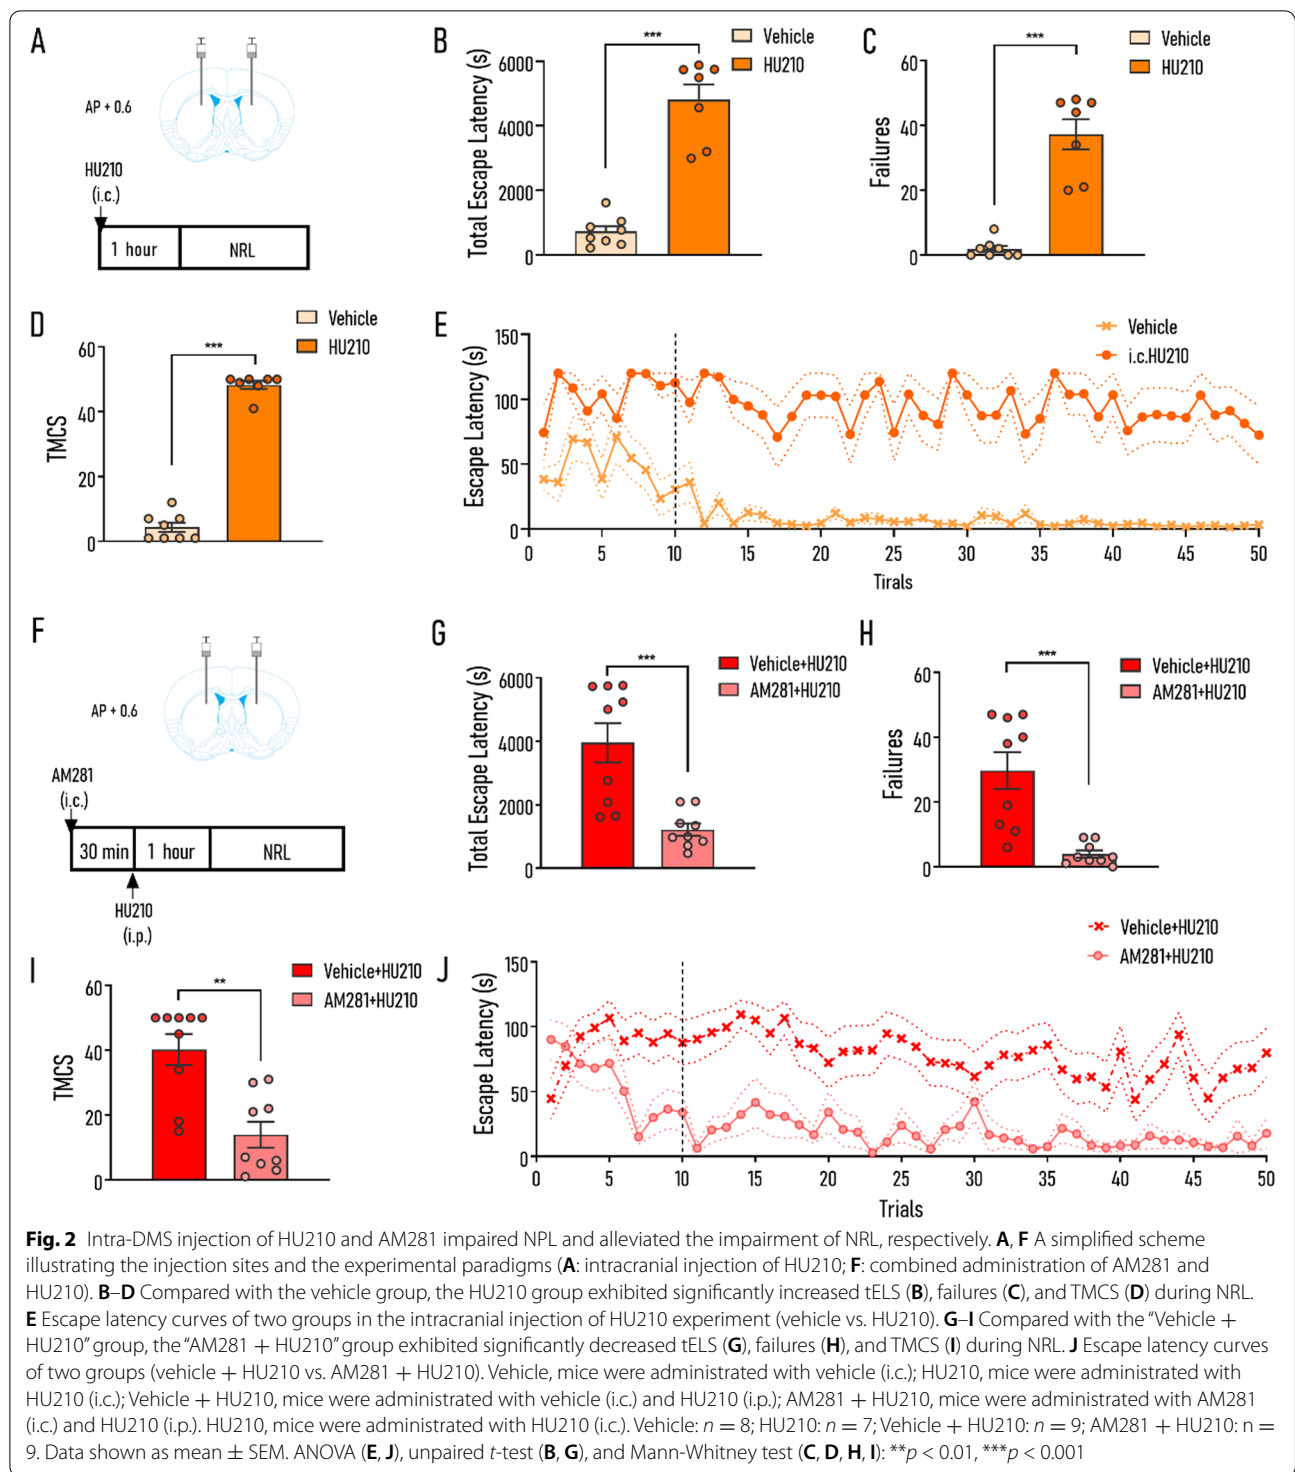 A
AP + 0.6
HU210
(i.c.)
1 hour
NRL
B
Vehicle
HU210
***
Total Escape Latency (s)
6000
4000
2000
0
C
Vehicle
HU210
***
Failures
60
40
20
0
D
Vehicle
HU210
***
TMCS
60
40
20
0
E
Vehicle
i.c.HU210
Escape Latency (s)
150
100
50
0
0 5 10 15 20 25 30 35 40 45 50
Tirals
F
AP + 0.6
AM281
(i.c.)
30 min
1 hour
NRL
HU210
(i.p.)
G
Vehicle+HU210
AM281+HU210
***
Total Escape Latency (s)
6000
4000
2000
0
H
Vehicle+HU210
AM281+HU210
***
Failures
60
40
20
0
I
Vehicle+HU210
AM281+HU210
**
TMCS
60
40
20
0
J
Vehicle+HU210
AM281+HU210
Escape Latency (s)
150
100
50
0
0 5 10 15 20 25 30 35 40 45 50
Trials
Fig. 2 Intra-DMS injection of HU210 and AM281 impaired NPL and alleviated the impairment of NRL, respectively. A, F A simplified scheme
illustrating the injection sites and the experimental paradigms (A: intracranial injection of HU210; F: combined administration of AM281 and
HU210). B–D Compared with the vehicle group, the HU210 group exhibited significantly increased tELS (B), failures (C), and TMCS (D) during NRL.
E Escape latency curves of two groups in the intracranial injection of HU210 experiment (vehicle vs. HU210). G–I Compared with the “Vehicle +
HU210” group, the “AM281 + HU210” group exhibited significantly decreased tELS (G), failures (H), and TMCS (I) during NRL. J Escape latency curves
of two groups (vehicle + HU210 vs. AM281 + HU210). Vehicle, mice were administrated with vehicle (i.c.); HU210, mice were administrated with
HU210 (i.c.); Vehicle + HU210, mice were administrated with vehicle (i.c.) and HU210 (i.p.); AM281 + HU210, mice were administrated with AM281
(i.c.) and HU210 (i.p.). HU210, mice were administrated with HU210 (i.c.). Vehicle: n = 8; HU210: n = 7; Vehicle + HU210: n = 9; AM281 + HU210: n =
9. Data shown as mean ± SEM. ANOVA (E, J), unpaired t-test (B, G), and Mann-Whitney test (C, D, H, I): **p < 0.01, ***p < 0.001